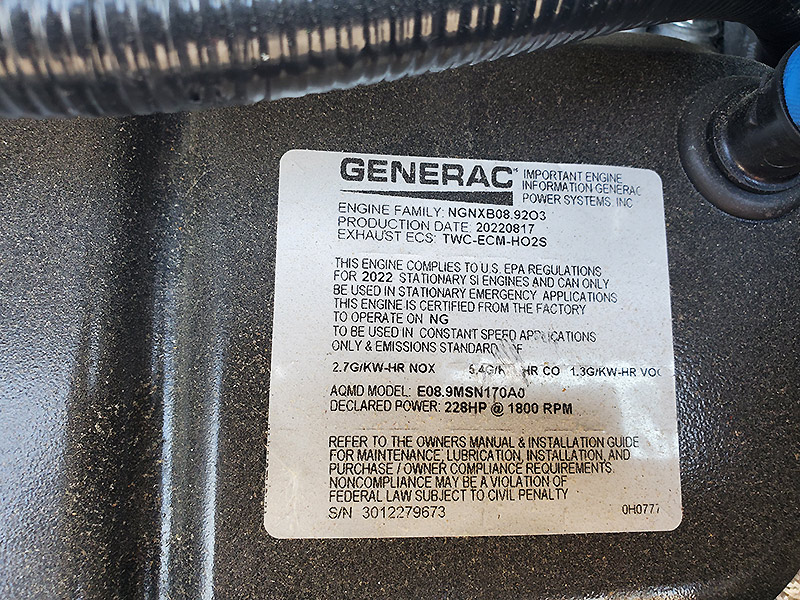 GENERAC
IMPORTANT ENGINE
INFORMATION GENERAC
POWER SYSTEMS, INC
ENGINE FAMILY: NGNXB08.92O3
PRODUCTION DATE: 20220817
EXHAUST ECS: TWC-ECM-HO2S
THIS ENGINE COMPLIES TO U.S. EPA REGULATIONS
FOR 2022 STATIONARY SI ENGINES AND CAN ONLY
BE USED IN STATIONARY EMERGENCY APPLICATIONS
THIS ENGINE IS CERTIFIED FROM THE FACTORY
TO OPERATE ON NG
TO BE USED IN CONSTANT SPEED APPLICATIONS
ONLY & EMISSIONS STANDARD OF
2.7G/KW-HR NOX 5.4G/KW-HR CO 1.3G/KW-HR VOC
AQMD MODEL: E08.9MSN170A0
DECLARED POWER: 228HP @ 1800 RPM
REFER TO THE OWNERS MANUAL & INSTALLATION GUIDE
FOR MAINTENANCE, LUBRICATION, INSTALLATION, AND
PURCHASE / OWNER COMPLIANCE REQUIREMENTS.
NONCOMPLIANCE MAY BE A VIOLATION OF
FEDERAL LAW SUBJECT TO CIVIL PENALTY
S/N 3012279673
0H0777